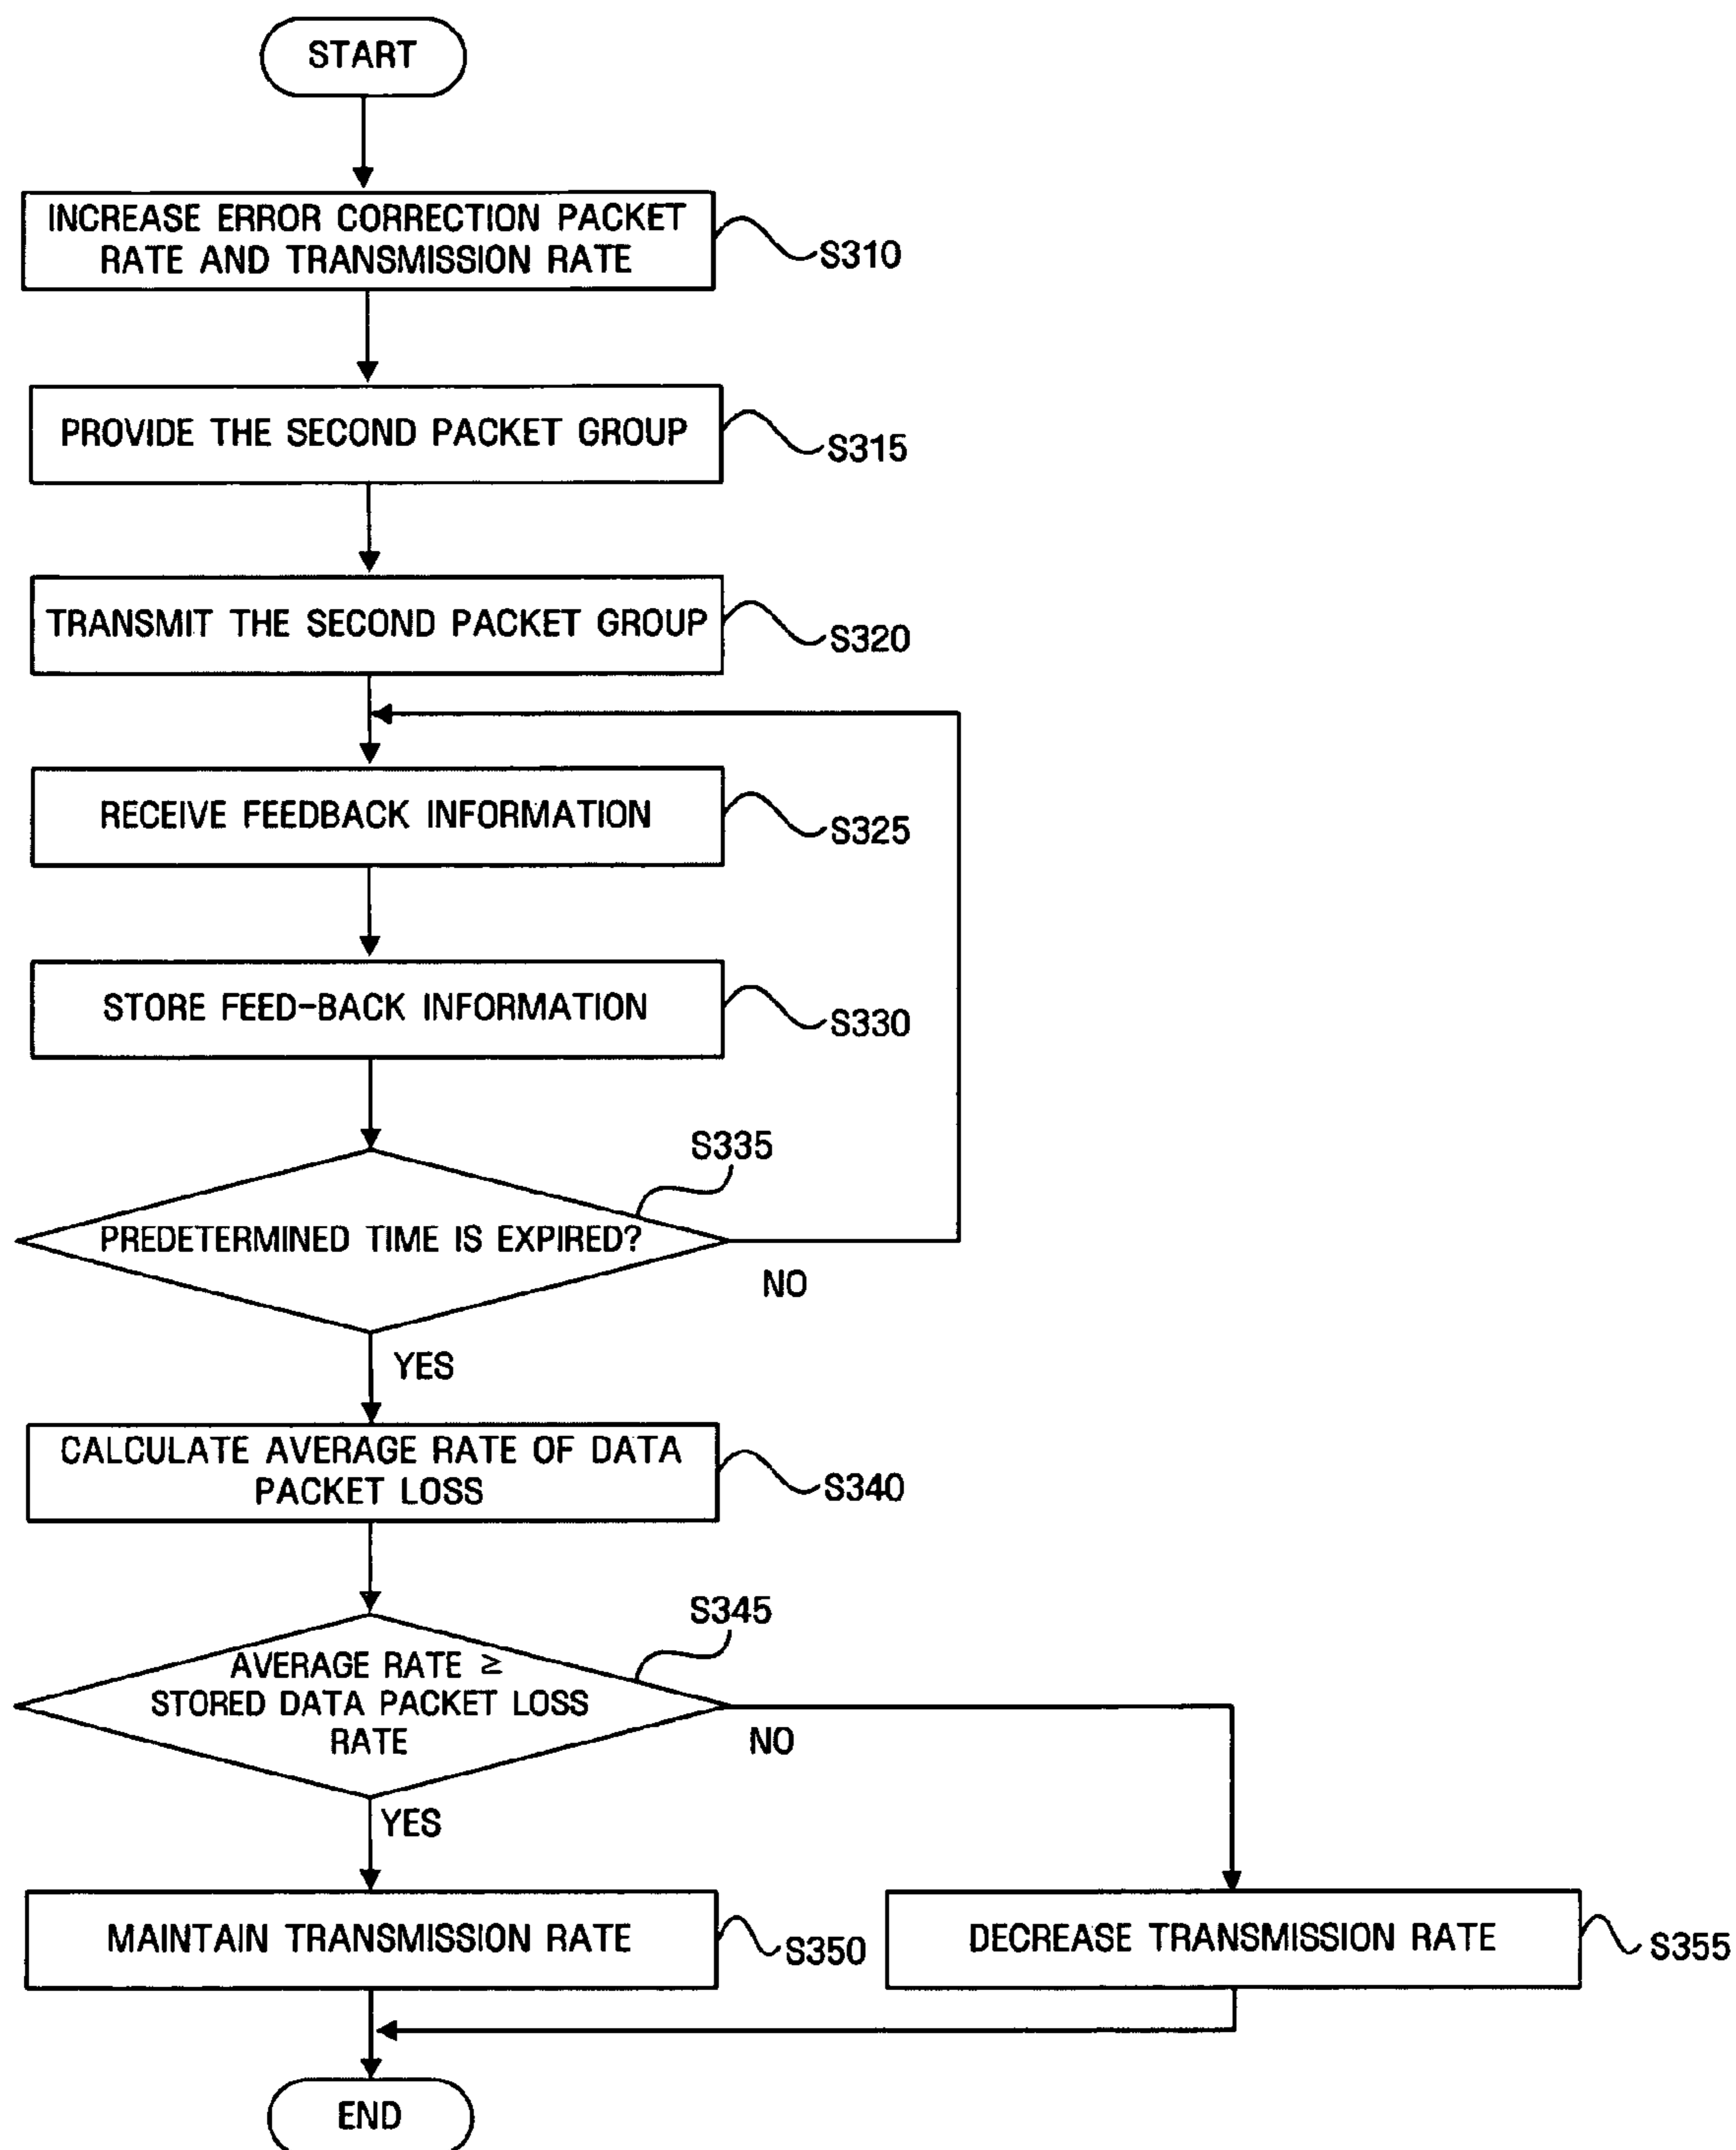 START
INCREASE ERROR CORRECTION PACKET
RATE AND TRANSMISSION RATE
S310
PROVIDE THE SECOND PACKET GROUP
S315
TRANSMIT THE SECOND PACKET GROUP
S320
RECEIVE FEEDBACK INFORMATION
S325
STORE FEED-BACK INFORMATION
S330
S335
PREDETERMINED TIME IS EXPIRED?
NO
YES
CALCULATE AVERAGE RATE OF DATA
PACKET LOSS
S340
S345
AVERAGE RATE ≥
STORED DATA PACKET LOSS
RATE
NO
YES
MAINTAIN TRANSMISSION RATE
S350
DECREASE TRANSMISSION RATE
S355
END